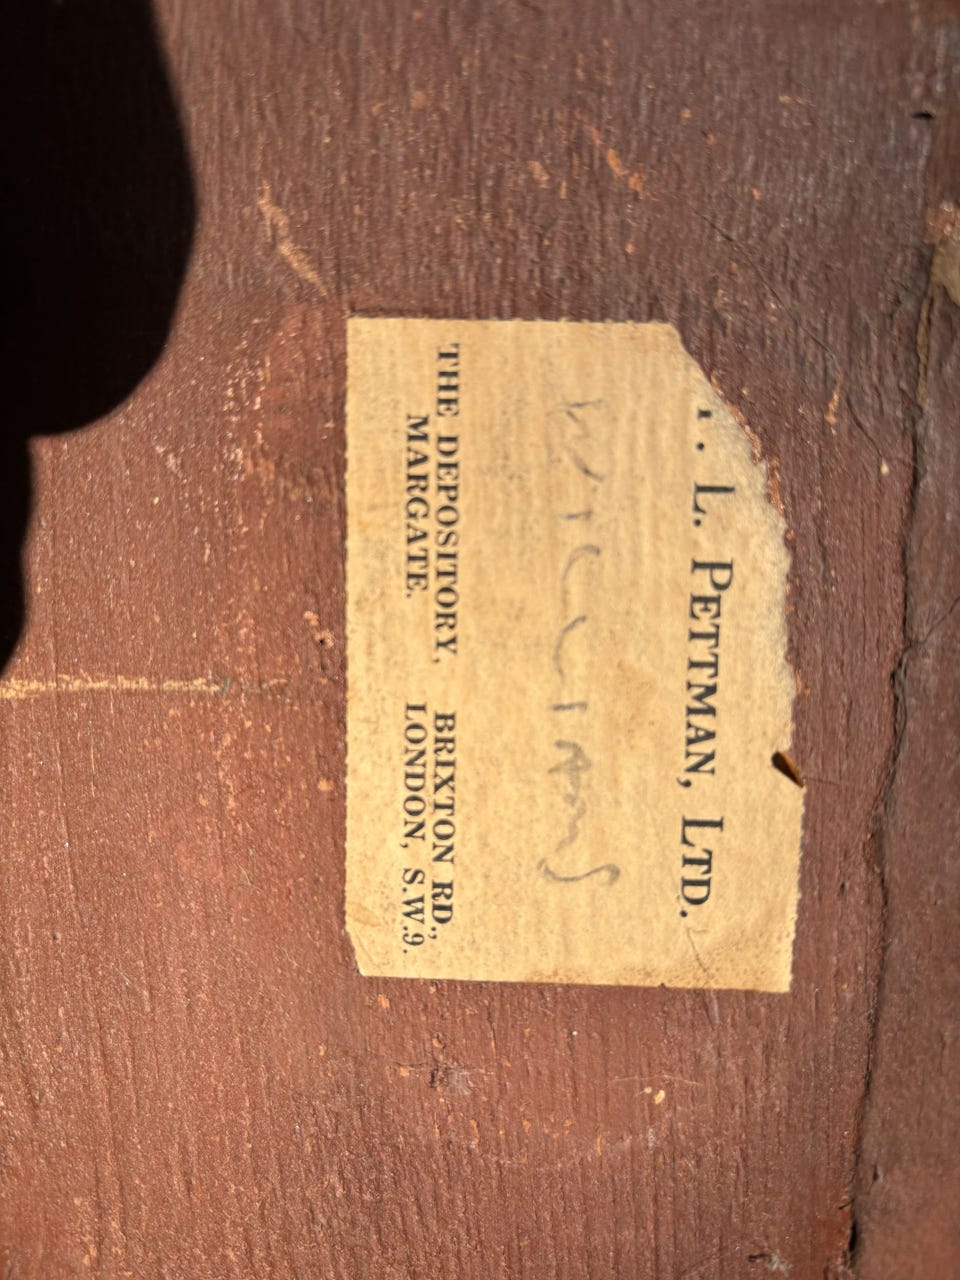 . L. PETTMAN, LTD.
WILLIAMS
THE DEPOSITORY, BRIXTON RD.,
MARGATE. LONDON, S.W.9.